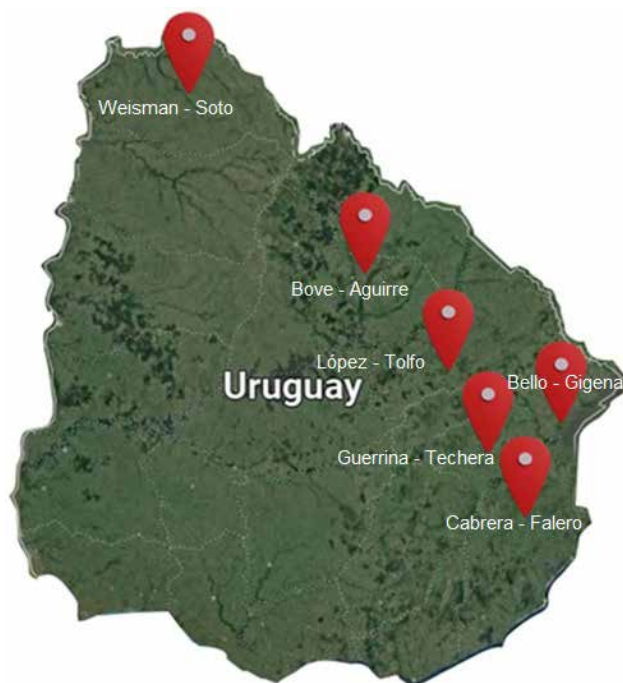 Weisman - Soto
Bove - Aguirre
López - Tolfo
Bello - Gigena
Uruguay
Guerrina - Techera
Cabrera - Falero